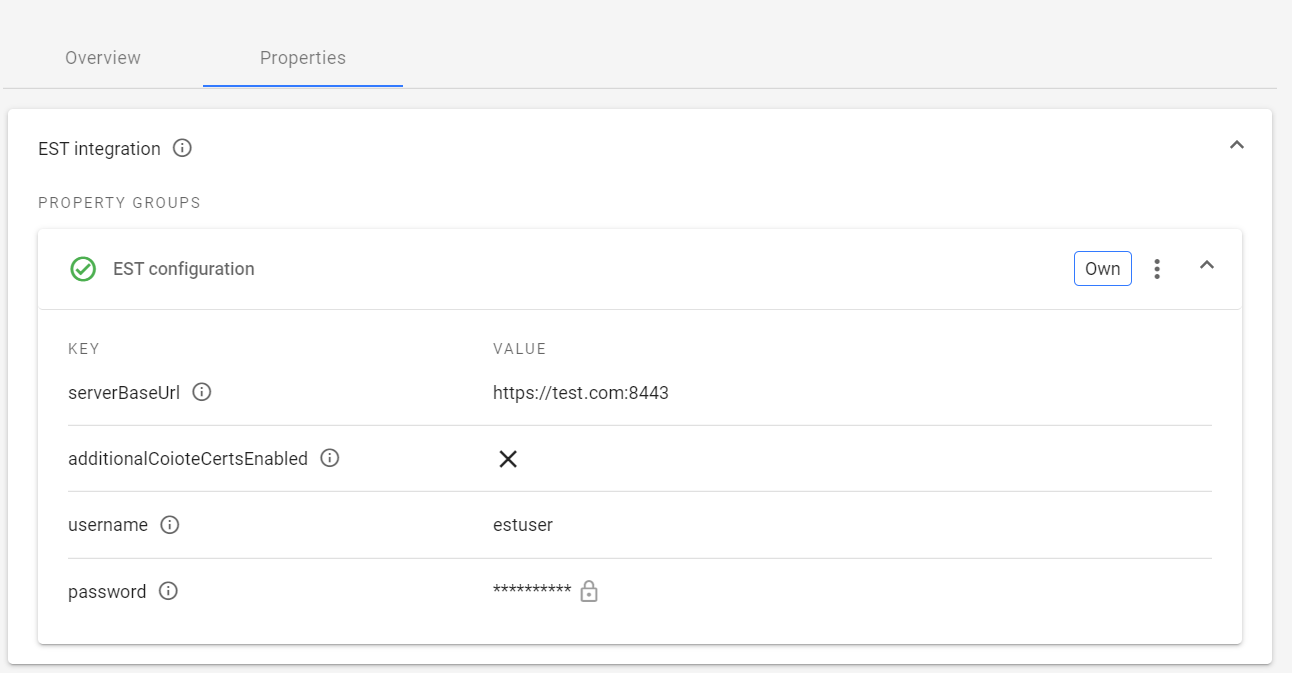 Overview Properties
EST integration
PROPERTY GROUPS
EST configuration Own
KEY VALUE
serverBaseUrl https://test.com:8443
additionalCoioteCertsEnabled
username estuser
password **********